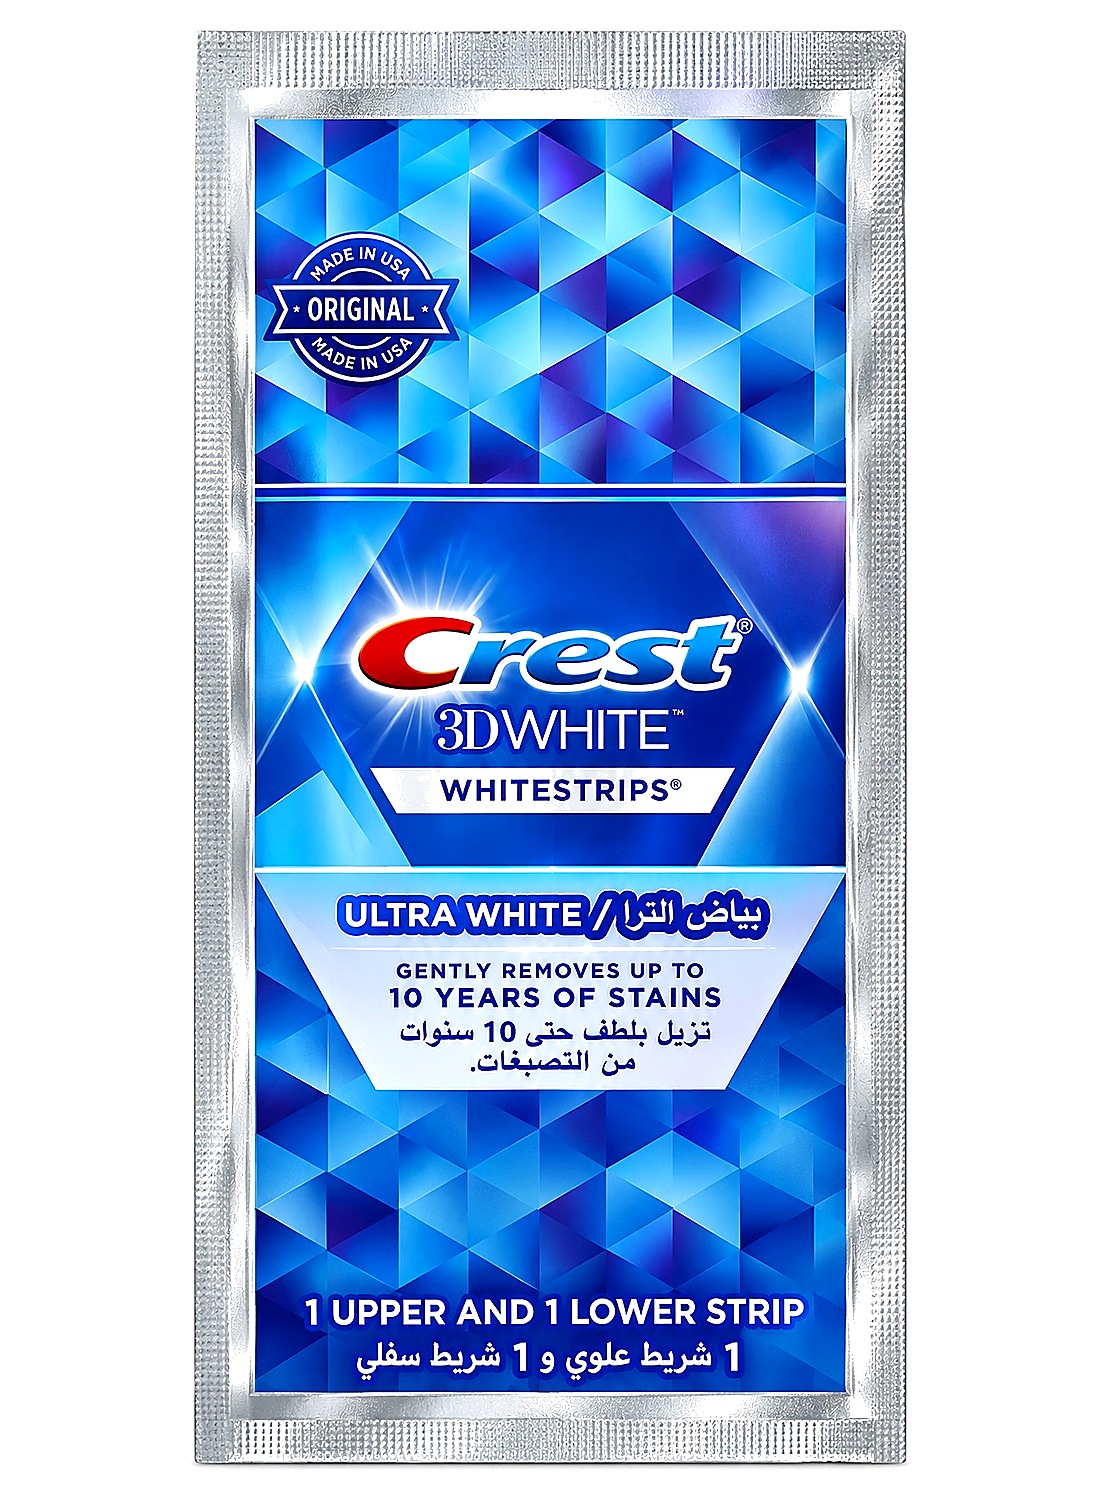 MADE IN USA
ORIGINAL
MADE IN USA
Crest®
3DWHITE™
WHITESTRIPS®
ULTRA WHITE / بياض الترا
GENTLY REMOVES UP TO
10 YEARS OF STAINS
تزيل بلطف حتى 10 سنوات
من التصبغات.
1 UPPER AND 1 LOWER STRIP
1 شريط علوي و 1 شريط سفلي